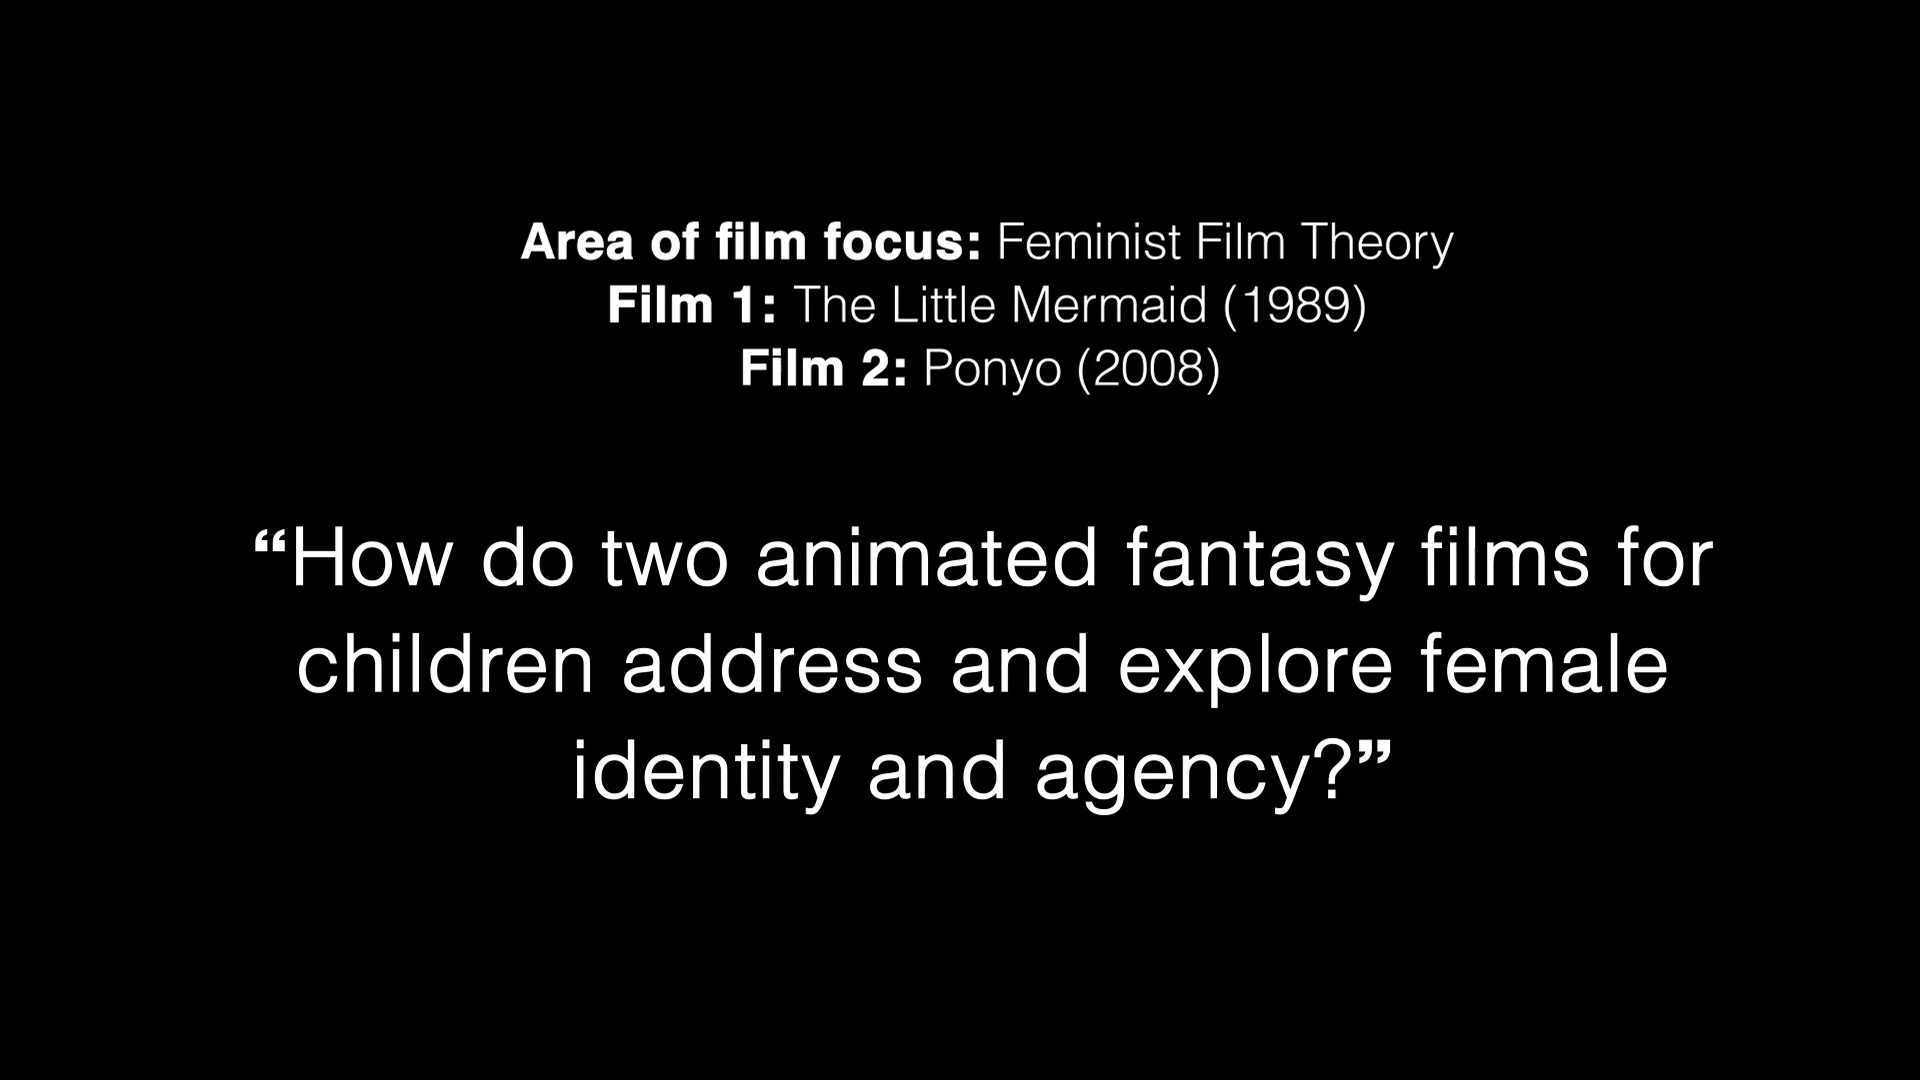 Area of film focus: Feminist Film Theory
Film 1: The Little Mermaid (1989)
Film 2: Ponyo (2008)
“How do two animated fantasy films for
children address and explore female
identity and agency?”